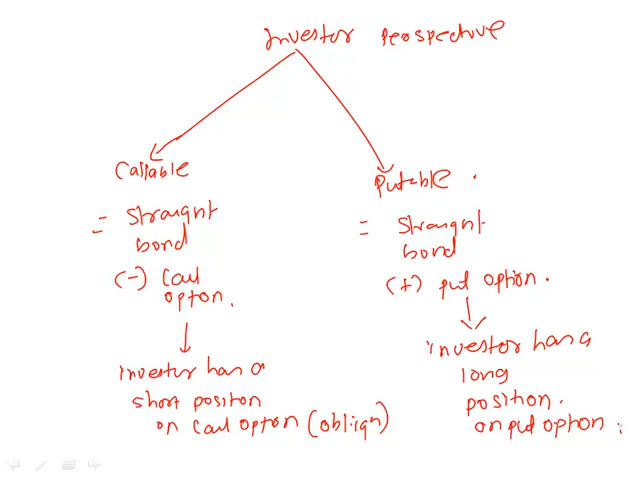 Investor Perspective
Callable
= Straight
bond
(-) Call
option.
investor has a
short position
on call option (oblign)
Putable .
= Straight
bond
(+) put option.
investor has a
long
position.
on put option.